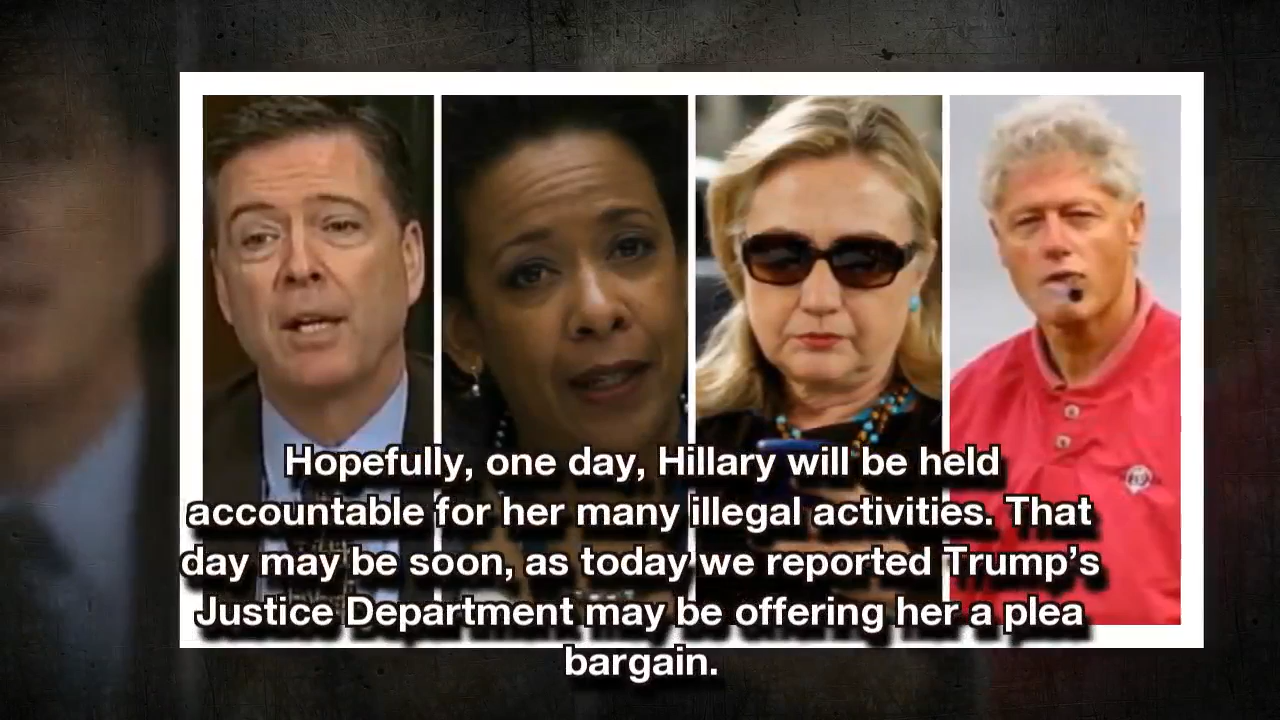 Hopefully, one day, Hillary will be held
accountable for her many illegal activities. That
day may be soon, as today we reported Trump’s
Justice Department may be offering her a plea
bargain.